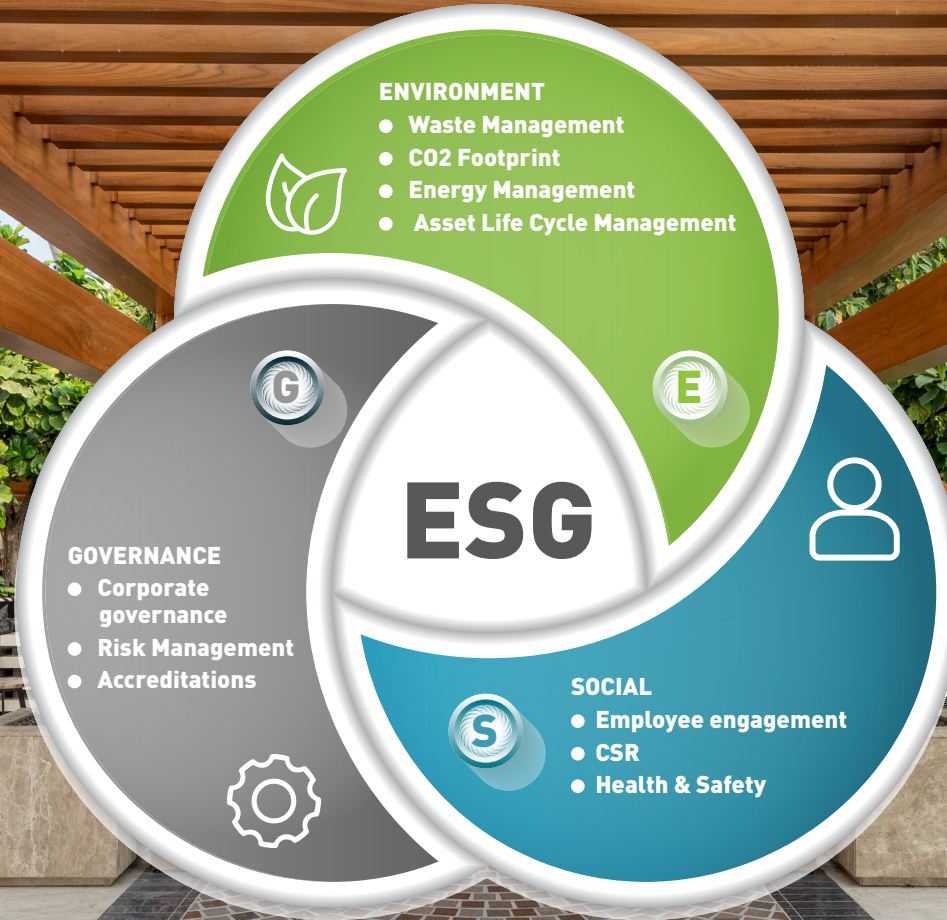 ENVIRONMENT
● Waste Management
● CO2 Footprint
● Energy Management
● Asset Life Cycle Management
G
E
ESG
GOVERNANCE
● Corporate
governance
● Risk Management
● Accreditations
S
SOCIAL
● Employee engagement
● CSR
● Health & Safety